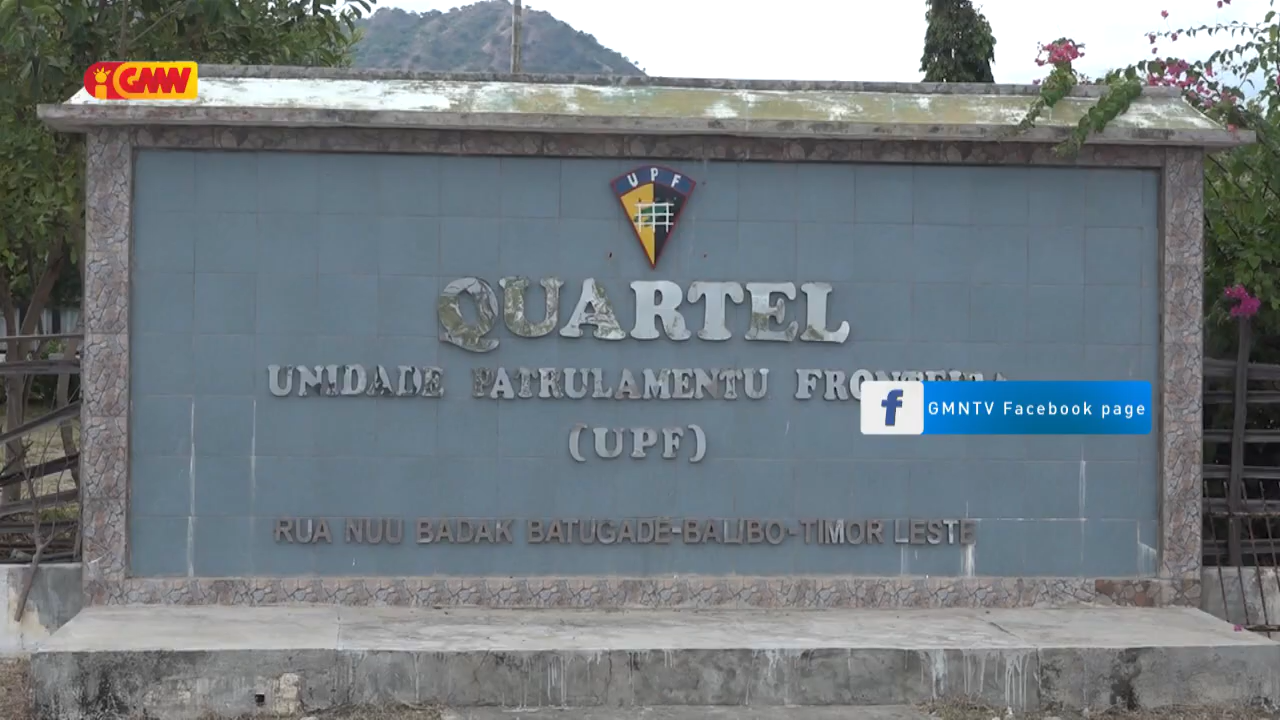 GMN
UPF
QUARTEL
UNIDADE PATRULAMENTU
GMNTV Facebook page
(UPF)
RUA NUU BADAK BATUGADE-BALIBO-TIMOR LESTE